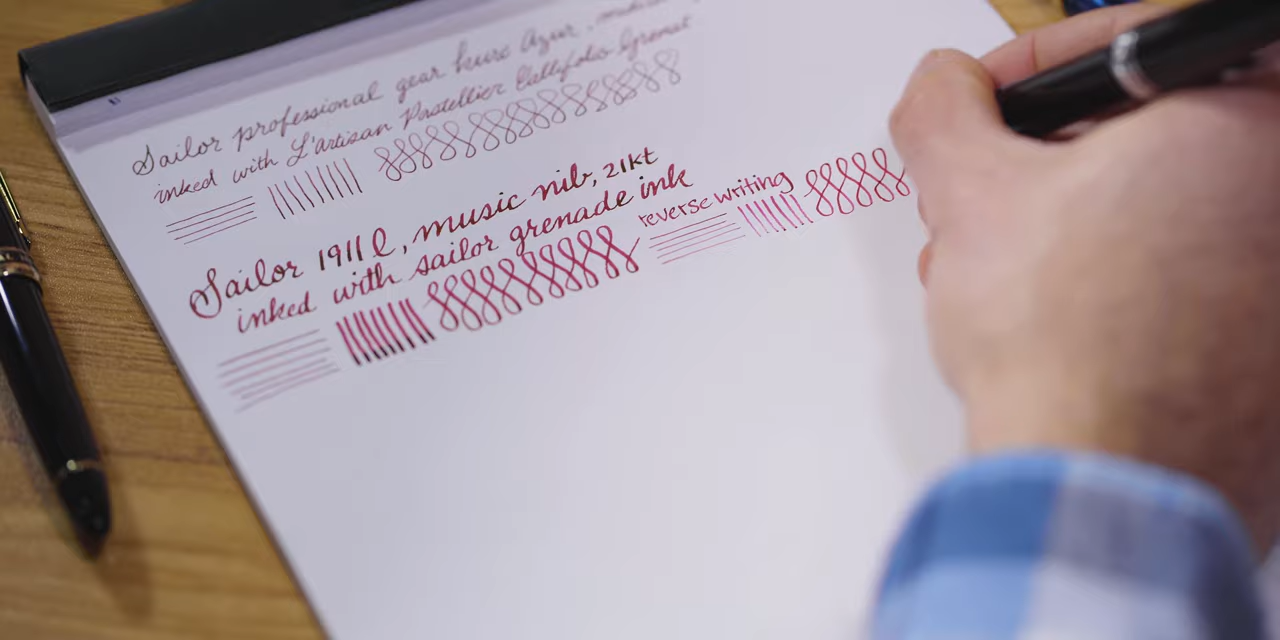 Sailor professional gear kure Azur,
inked with L'artisan Pastellier Callifolio Grenat
Sailor 1911 l, music nib, 21kt
inked with sailor grenade ink
reverse writing